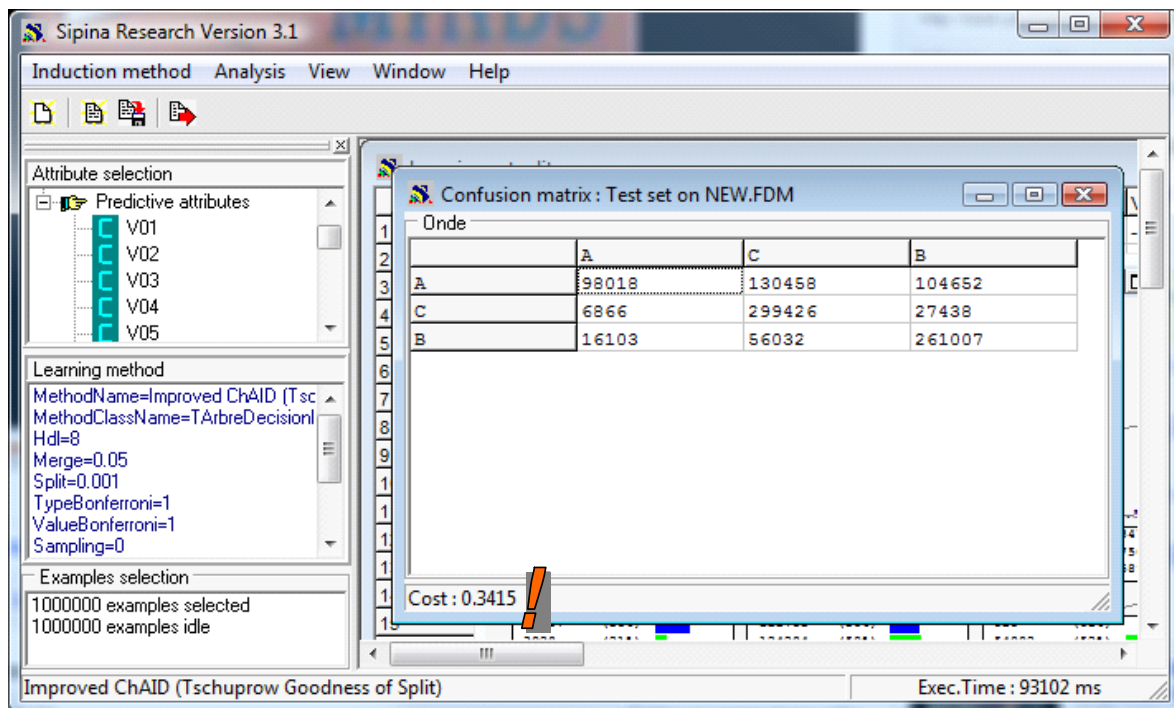 Sipina Research Version 3.1
Induction method Analysis View Window Help
Attribute selection
Predictive attributes
V01
V02
V03
V04
V05
Learning method
MethodName=Improved ChAID (Tsc
MethodClassName=TArbreDecisionI
Hdl=8
Merge=0.05
Split=0.001
TypeBonferroni=1
ValueBonferroni=1
Sampling=0
Examples selection
1000000 examples selected
1000000 examples idle
Confusion matrix : Test set on NEW.FDM
Onde
A C B
A 98018 130458 104652
C 6866 299426 27438
B 16103 56032 261007
Cost : 0.3415 !
Improved ChAID (Tschuprow Goodness of Split) Exec.Time : 93102 ms